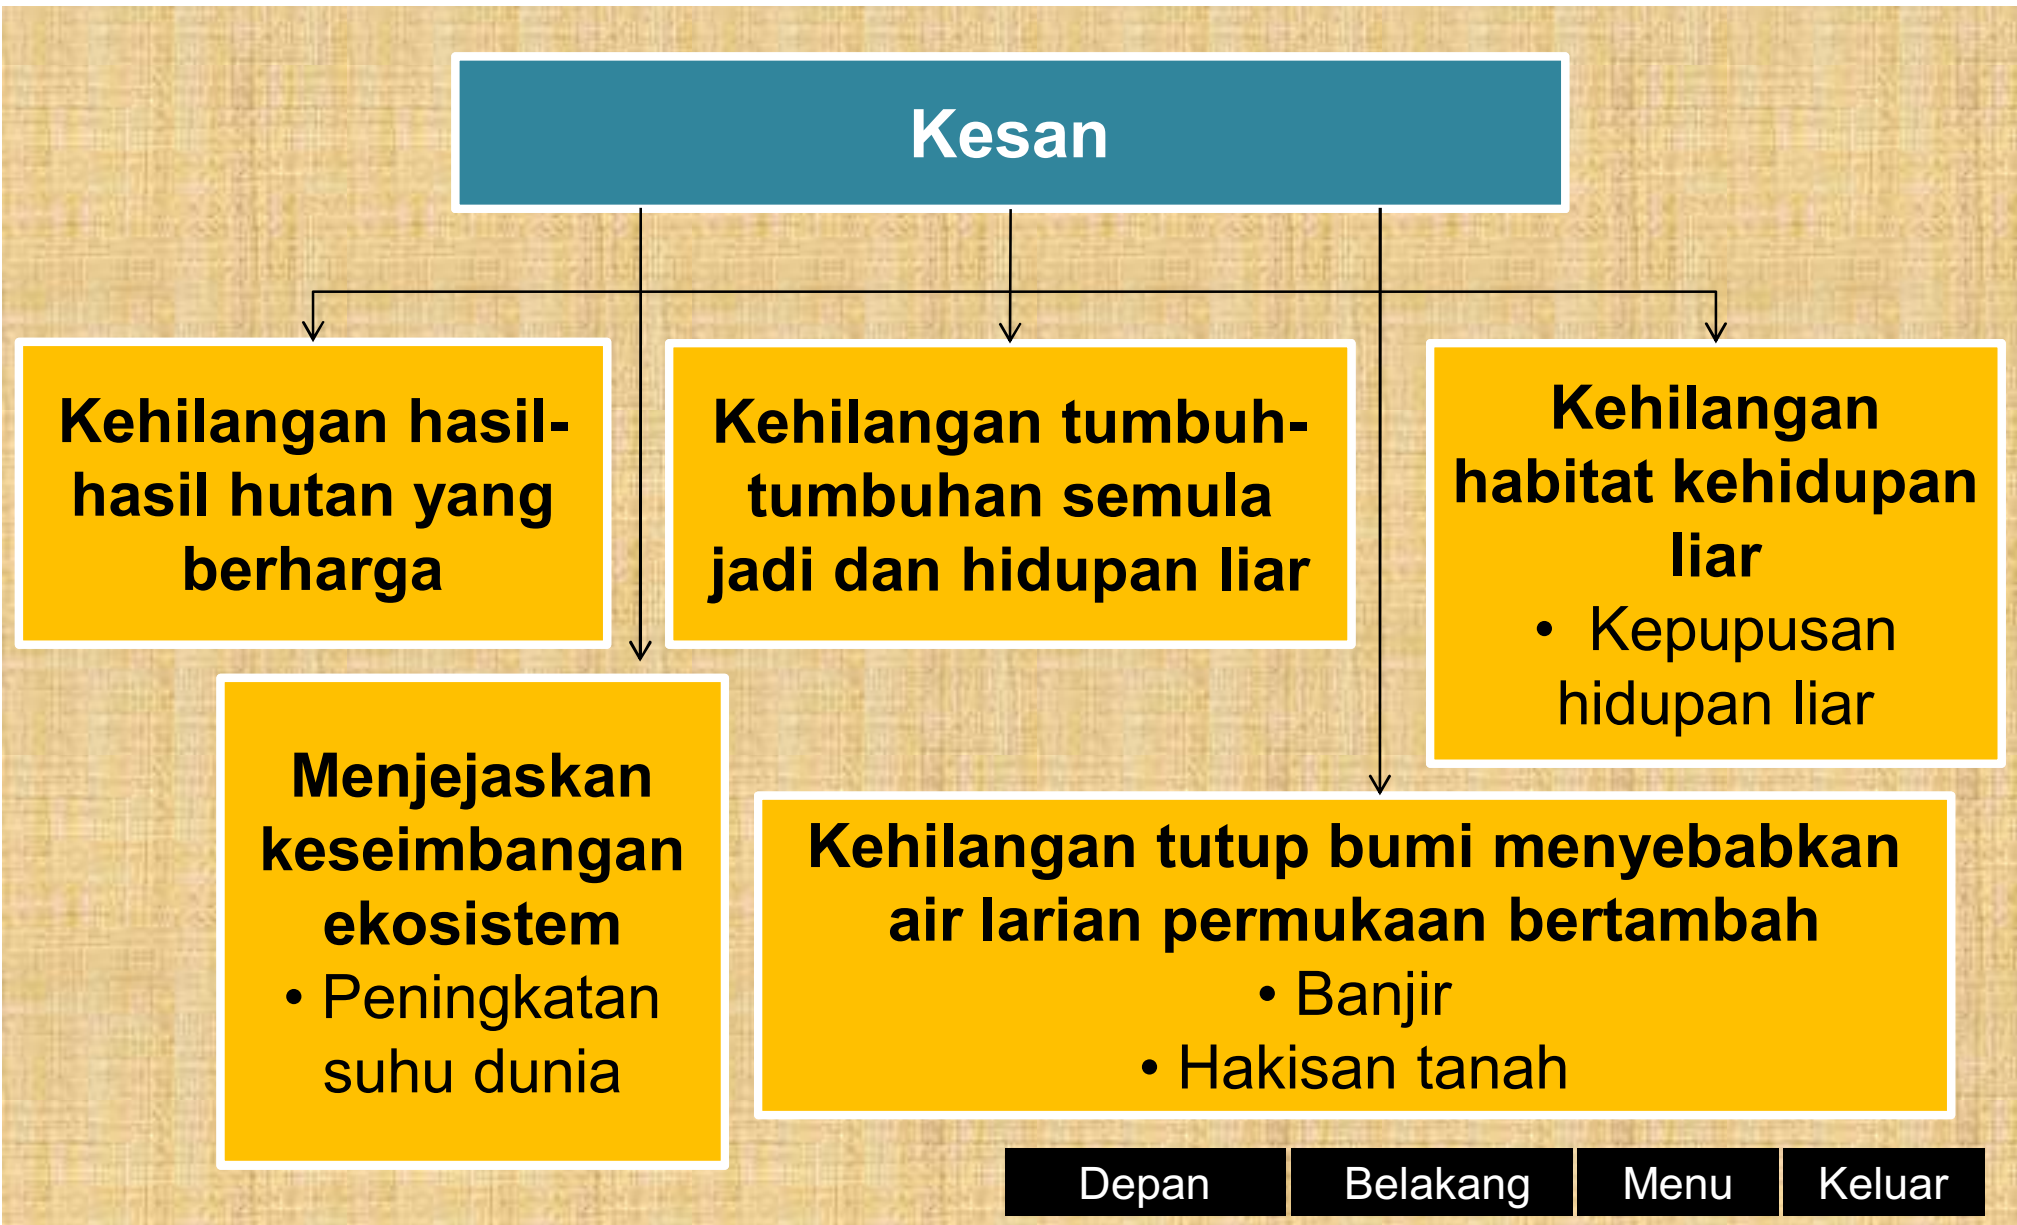 Kesan
Kehilangan hasil-
hasil hutan yang
berharga
Kehilangan tumbuh-
tumbuhan semula
jadi dan hidupan liar
Kehilangan
habitat kehidupan
liar
• Kepupusan
hidupan liar
Menjejaskan
keseimbangan
ekosistem
• Peningkatan
suhu dunia
Kehilangan tutup bumi menyebabkan
air larian permukaan bertambah
• Banjir
• Hakisan tanah
Depan
Belakang
Menu
Keluar